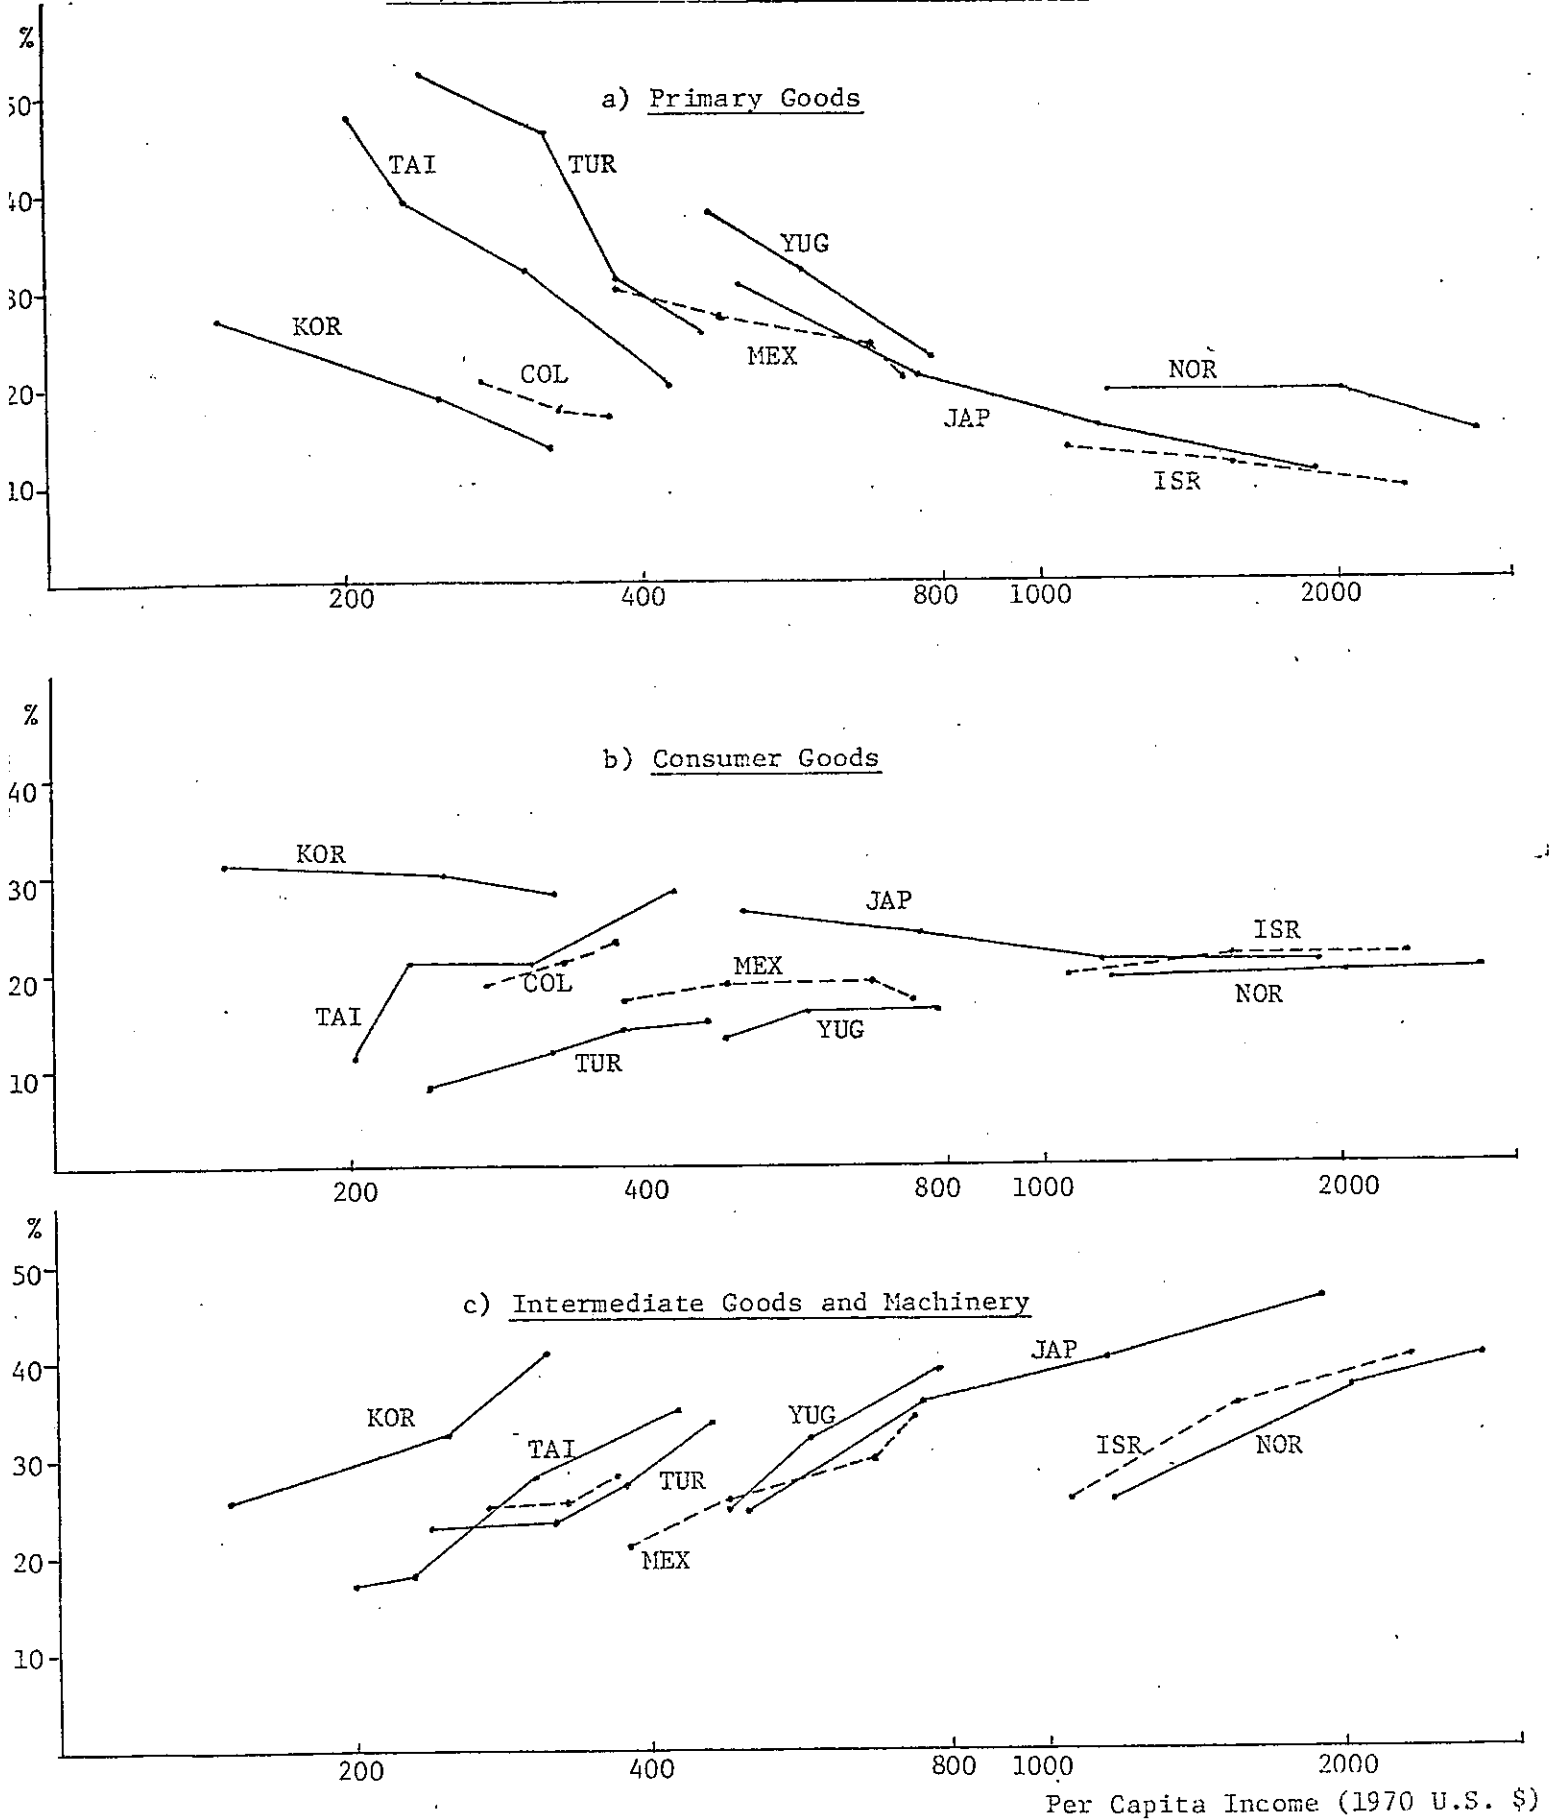 %
a) Primary Goods
50
TAI
TUR
40
YUG
30
KOR
MEX
COL
NOR
20
JAP
ISR
10
200 400 800 1000 2000
%
b) Consumer Goods
40
KOR
30
JAP
ISR
MEX
20
COL
NOR
TAI
YUG
TUR
10
200 400 800 1000 2000
%
50
c) Intermediate Goods and Machinery
JAP
40
KOR
YUG
TAI
ISR
NOR
30
TUR
MEX
20
10
200 400 800 1000 2000
Per Capita Income (1970 U.S. $)